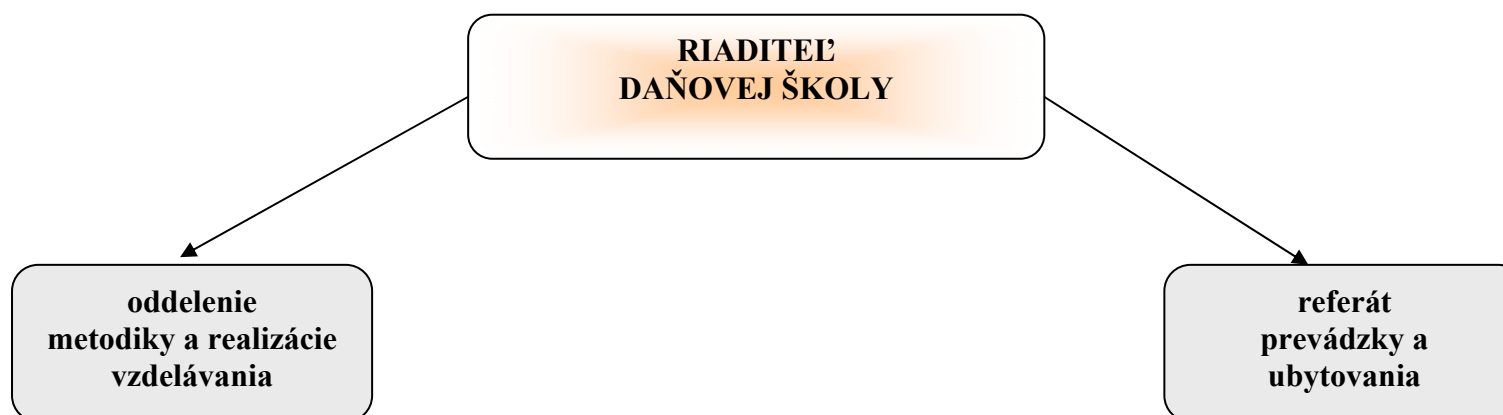 RIADITEĽ
DAŇOVEJ ŠKOLY
oddelenie
metodiky a realizácie
vzdelávania
referát
prevádzky a
ubytovania